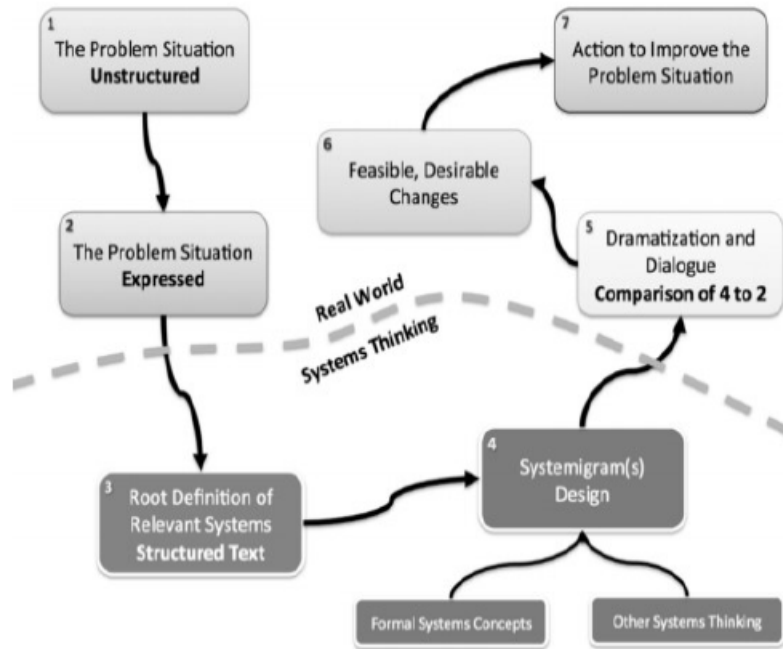 1
The Problem Situation
Unstructured
2
The Problem Situation
Expressed
3
Root Definition of
Relevant Systems
Structured Text
4
Systemigram(s)
Design
Formal Systems Concepts
Other Systems Thinking
5
Dramatization and
Dialogue
Comparison of 4 to 2
6
Feasible, Desirable
Changes
7
Action to Improve the
Problem Situation
Real World
Systems Thinking